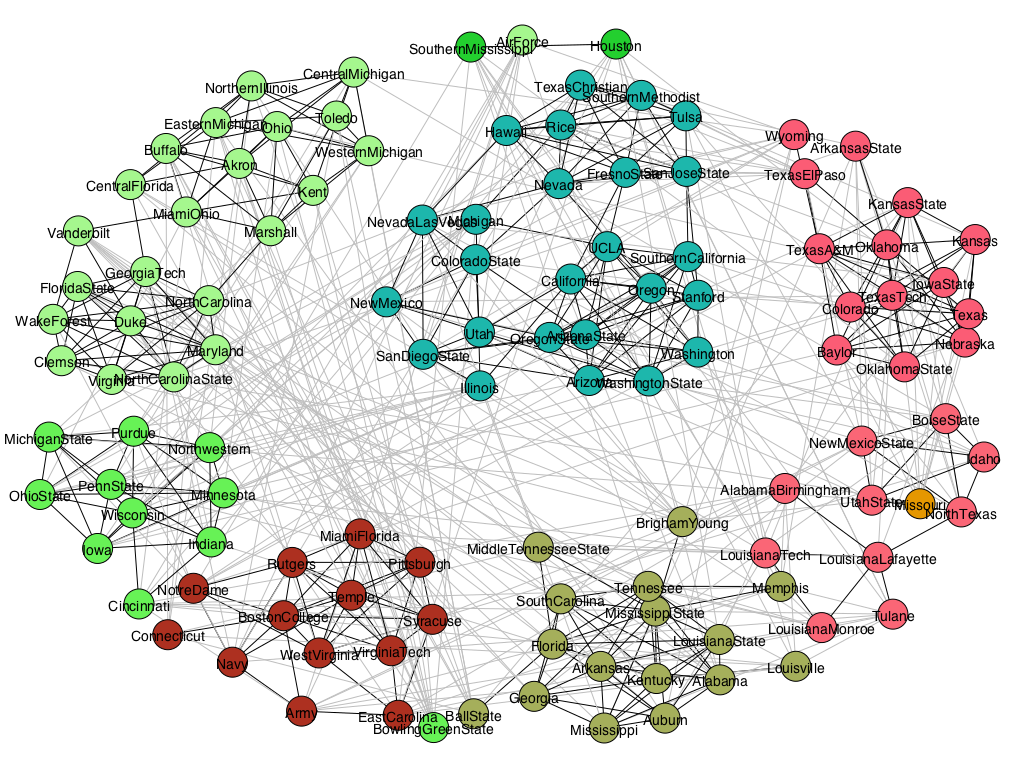 SouthernMississippi
AirForce
Houston
CentralMichigan
NorthernIllinois
TexasChristian
SouthernMethodist
EasternMichigan
Ohio
Toledo
Hawaii
Rice
Tulsa
Wyoming
Buffalo
Akron
WesternMichigan
ArkansasState
CentralFlorida
Kent
Nevada
FresnoState
SanJoseState
TexasElPaso
MiamiOhio
Marshall
NevadaLasVegas
Michigan
KansasState
Vanderbilt
UCLA
SouthernCalifornia
TexasA&M
Oklahoma
Kansas
GeorgiaTech
ColoradoState
California
FloridaState
NorthCarolina
NewMexico
Oregon
Stanford
Colorado
TexasTech
IowaState
WakeForest
Duke
Utah
OregonState
ArizonaState
Texas
Clemson
Maryland
SanDiegoState
Washington
Baylor
Nebraska
Virginia
NorthCarolinaState
Illinois
Arizona
WashingtonState
OklahomaState
MichiganState
Purdue
Northwestern
NewMexicoState
BoiseState
Idaho
OhioState
PennState
Minnesota
AlabamaBirmingham
UtahState
Missouri
NorthTexas
Wisconsin
BrighamYoung
Iowa
Indiana
MiamiFlorida
MiddleTennesseeState
LouisianaTech
LouisianaLafayette
Rutgers
Pittsburgh
NotreDame
Temple
Tennessee
Memphis
Cincinnati
BostonCollege
Syracuse
SouthCarolina
MississippiState
Tulane
Connecticut
LouisianaMonroe
Navy
WestVirginia
VirginiaTech
Florida
LouisianaState
Arkansas
Kentucky
Alabama
Louisville
Army
EastCarolina
BallState
Georgia
BowlingGreenState
Mississippi
Auburn